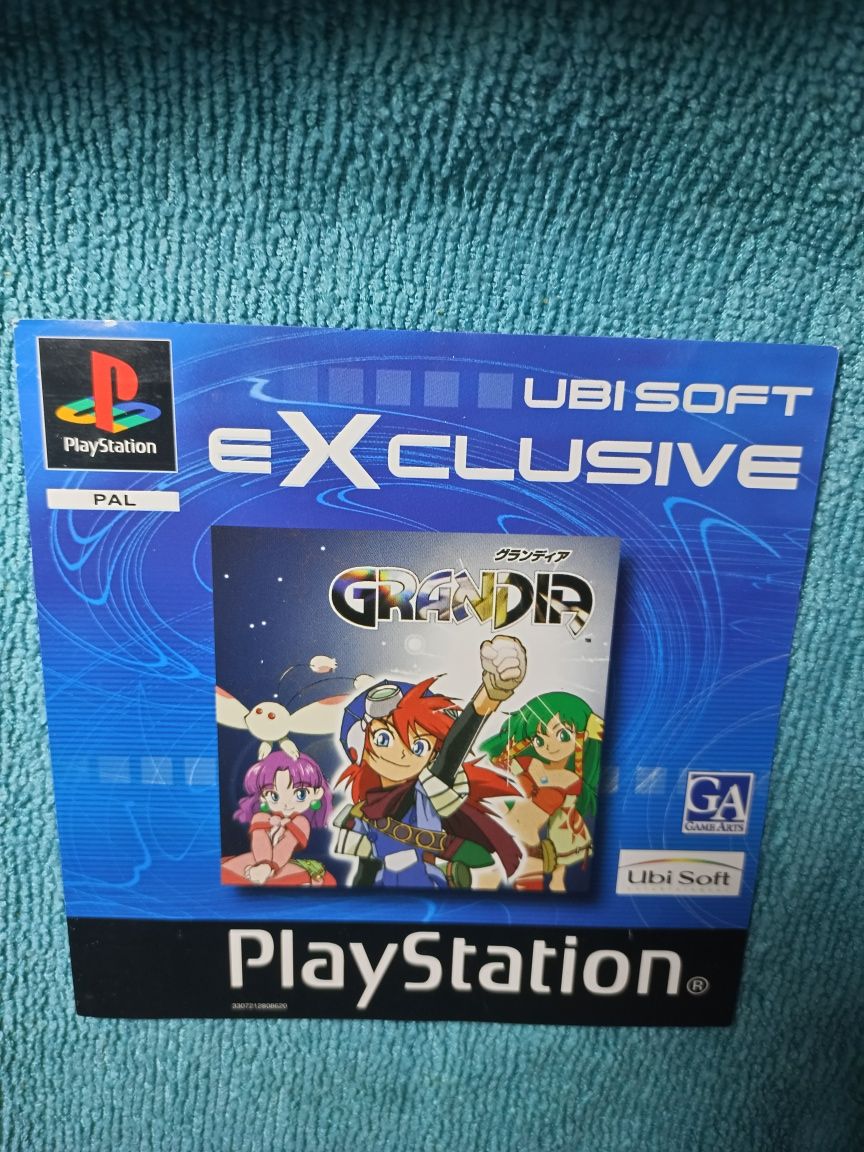 UBI SOFT
PlayStation
eXclusive
PAL
グランディア
GRANDIA
TM
GA
GAME ARTS
Ubi Soft
PlayStation®
3307212808620